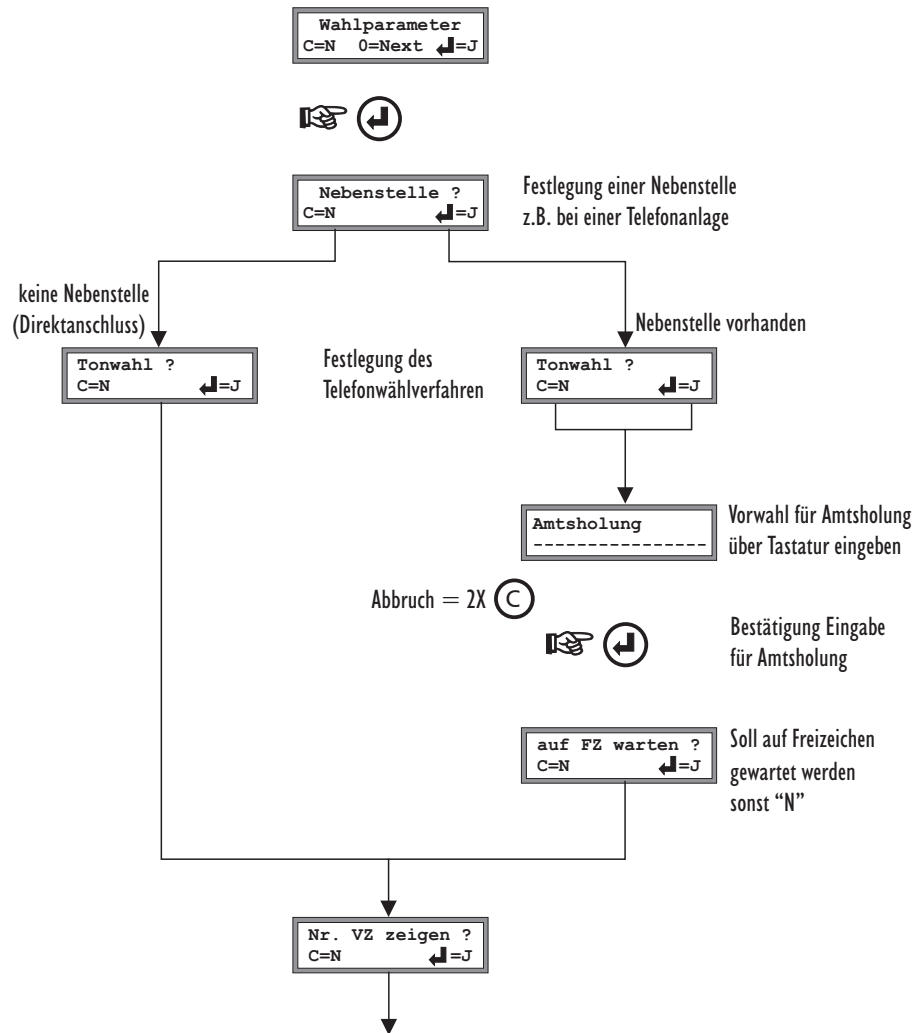 Wahlparameter
C=N 0=Next ↲=J
Nebenstelle ?
C=N ↲=J
Festlegung einer Nebenstelle
z.B. bei einer Telefonanlage
keine Nebenstelle
(Direktanschluss)
Nebenstelle vorhanden
Tonwahl ?
C=N ↲=J
Festlegung des
Telefonwählverfahren
Tonwahl ?
C=N ↲=J
Amtsholung
----------------
Vorwahl für Amtsholung
über Tastatur eingeben
Abbruch = 2X C
Bestätigung Eingabe
für Amtsholung
auf FZ warten ?
C=N ↲=J
Soll auf Freizeichen
gewartet werden
sonst “N”
Nr. VZ zeigen ?
C=N ↲=J